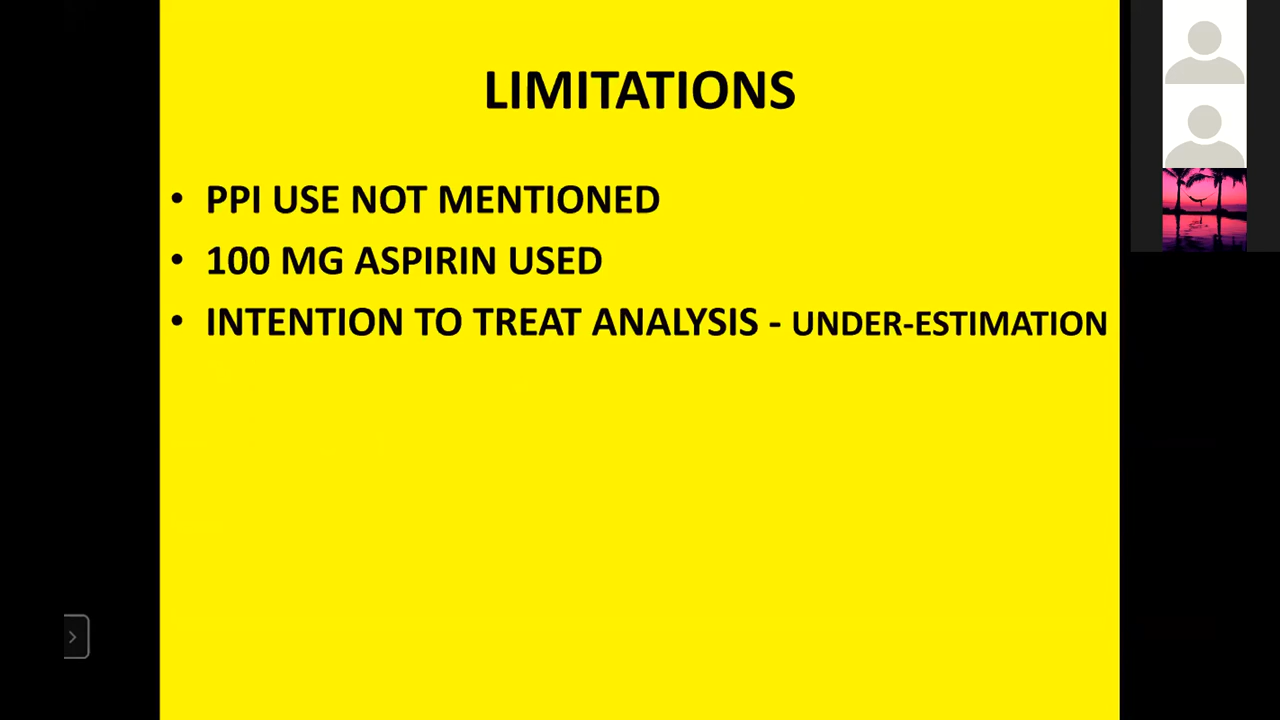 LIMITATIONS
• PPI USE NOT MENTIONED
• 100 MG ASPIRIN USED
• INTENTION TO TREAT ANALYSIS - UNDER-ESTIMATION